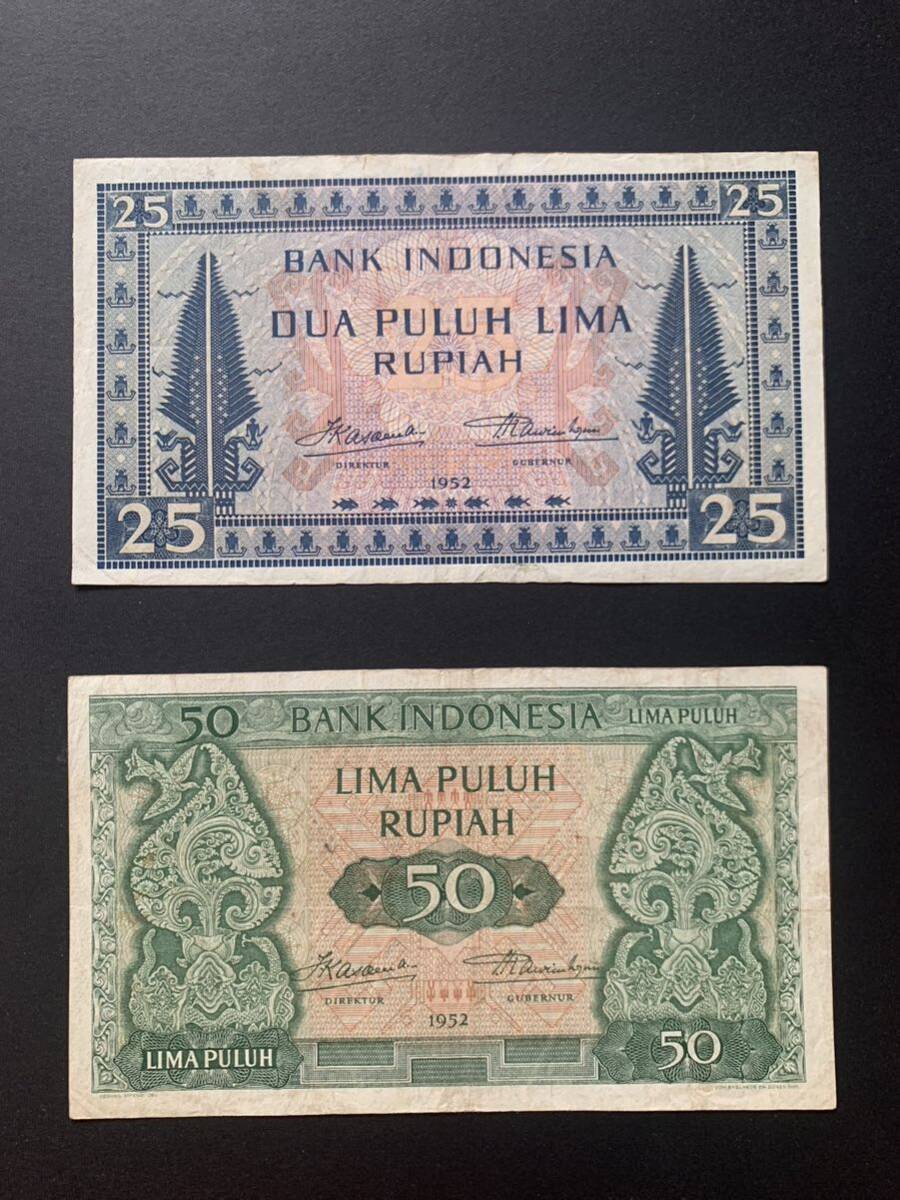 25 25
BANK INDONESIA
DUA PULUH LIMA
RUPIAH
DIREKTUR GUBERNUR
1952
25 25
50 BANK INDONESIA LIMA PULUH
LIMA PULUH
RUPIAH
50
DIREKTUR GUBERNUR
1952
LIMA PULUH 50